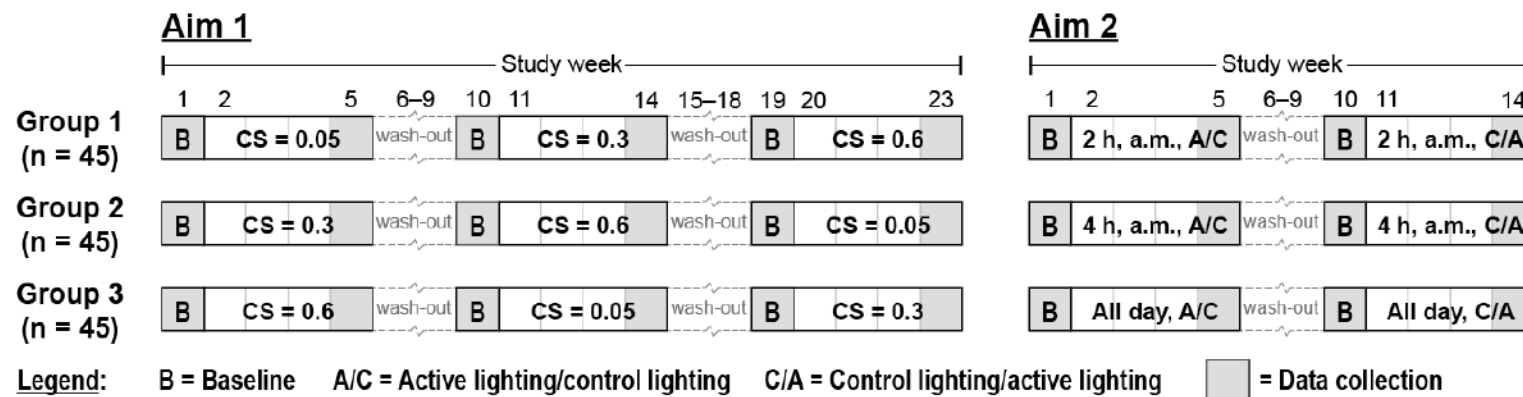 Aim 1 Aim 2
Study week Study week
1 2 5 6–9 10 11 14 15–18 19 20 23 1 2 5 6–9 10 11 14
Group 1
(n = 45)
B CS = 0.05 wash-out B CS = 0.3 wash-out B CS = 0.6 B 2 h, a.m., A/C wash-out B 2 h, a.m., C/A
Group 2
(n = 45)
B CS = 0.3 wash-out B CS = 0.6 wash-out B CS = 0.05 B 4 h, a.m., A/C wash-out B 4 h, a.m., C/A
Group 3
(n = 45)
B CS = 0.6 wash-out B CS = 0.05 wash-out B CS = 0.3 B All day, A/C wash-out B All day, C/A
Legend: B = Baseline A/C = Active lighting/control lighting C/A = Control lighting/active lighting = Data collection